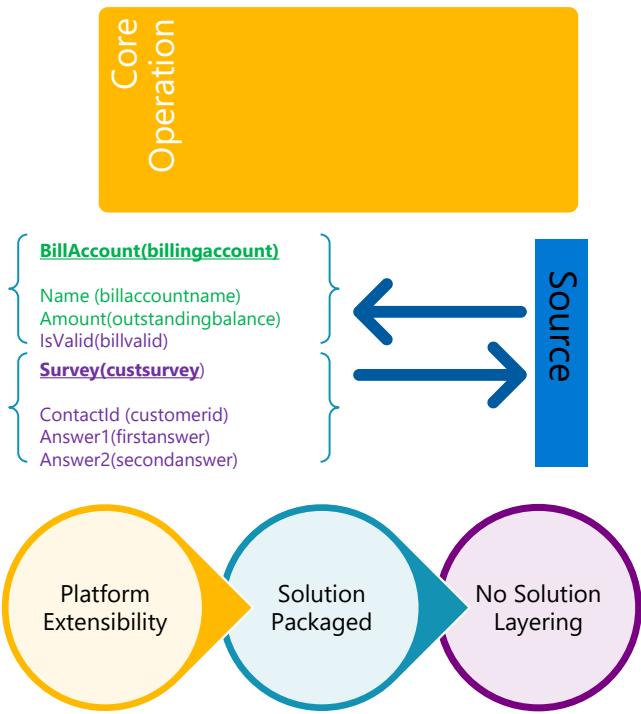 Core
Operation
BillAccount(billingaccount)
Name (billaccountname)
Amount(outstandingbalance)
IsValid(billvalid)
Survey(custsurvey)
ContactId (customerid)
Answer1(firstanswer)
Answer2(secondanswer)
Source
Platform
Extensibility
Solution
Packaged
No Solution
Layering